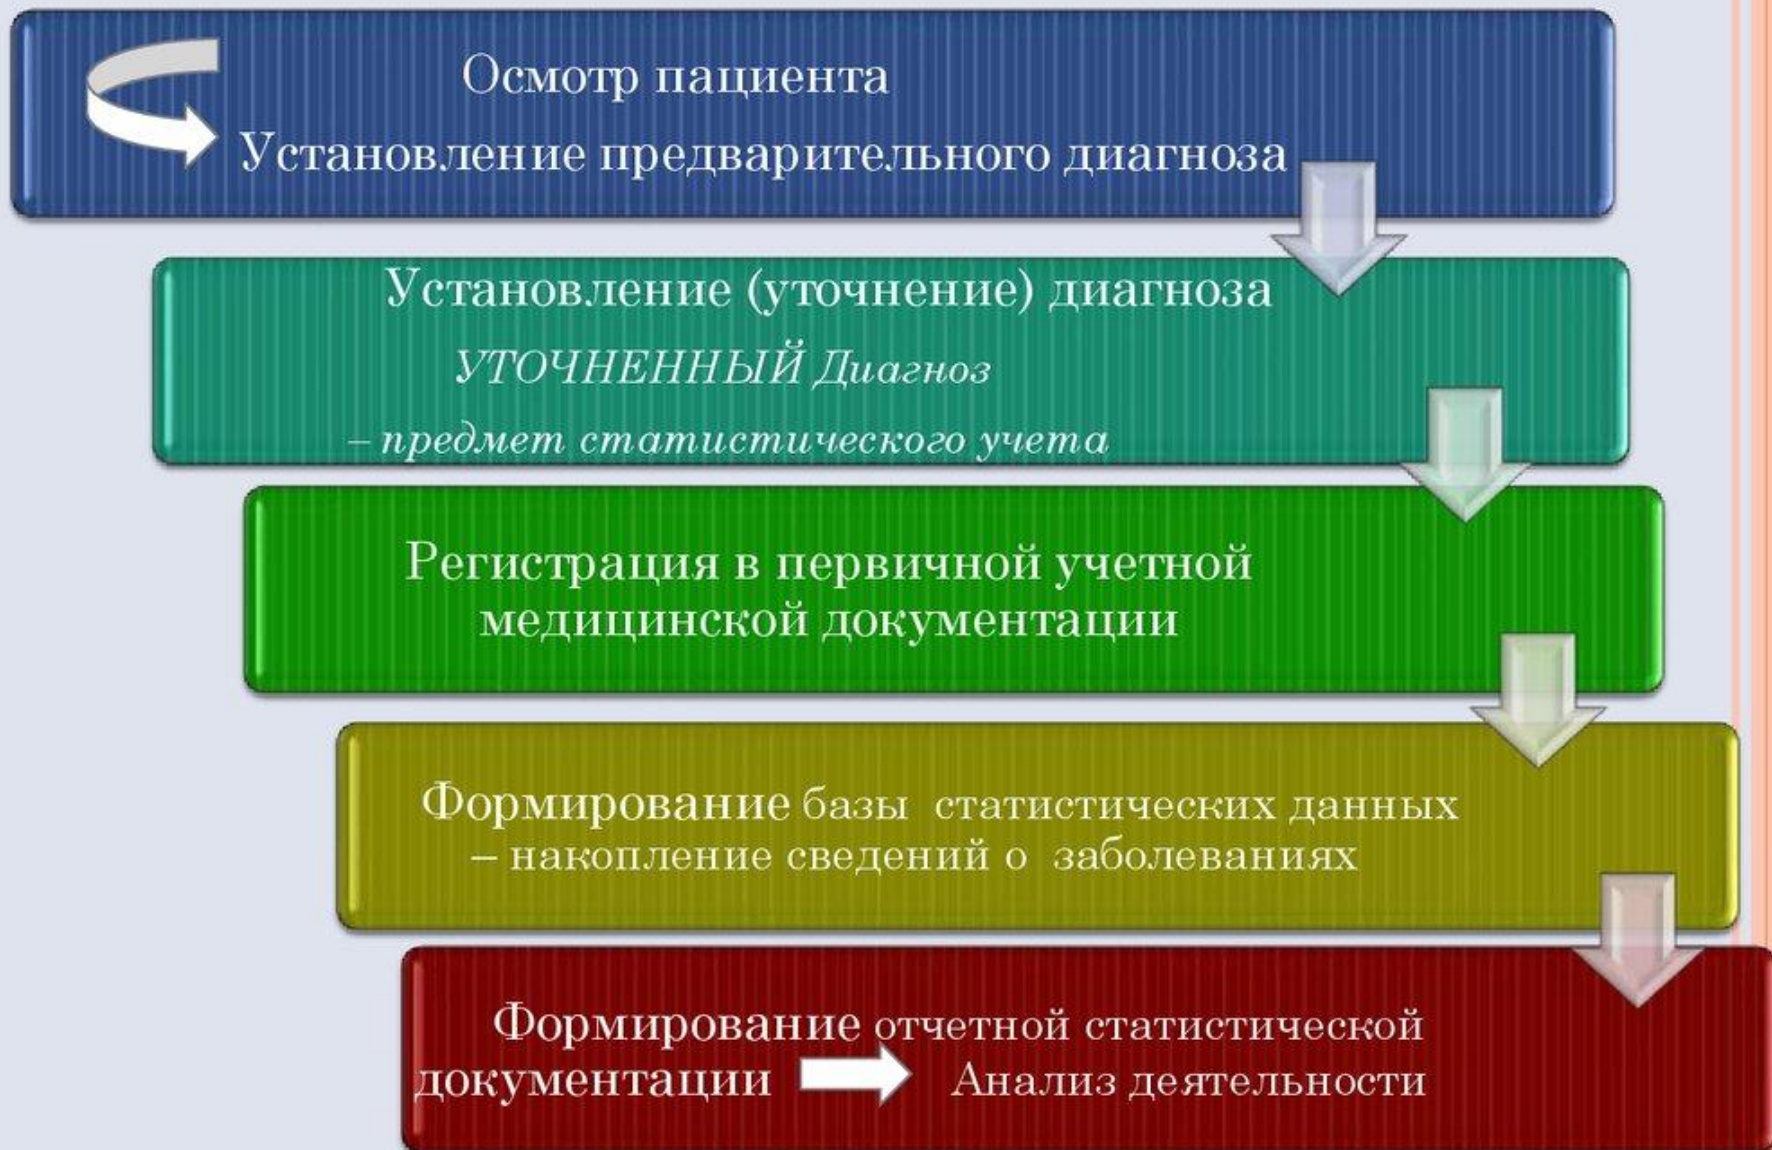 Осмотр пациента
Установление предварительного диагноза
Установление (уточнение) диагноза
УТОЧНЕННЫЙ Диагноз
– предмет статистического учета
Регистрация в первичной учетной
медицинской документации
Формирование базы статистических данных
– накопление сведений о заболеваниях
Формирование отчетной статистической
документации Анализ деятельности